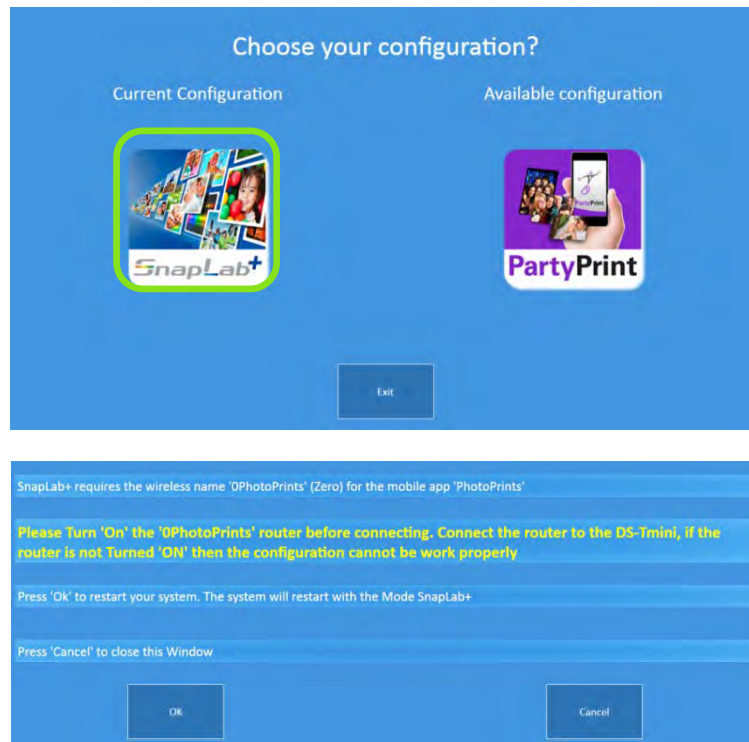 Choose your configuration?
Current Configuration
Available configuration
SnapLab+
PartyPrint
PartyPrint
Exit
SnapLab+ requires the wireless name '0PhotoPrints' (Zero) for the mobile app 'PhotoPrints'
Please Turn 'On' the '0PhotoPrints' router before connecting. Connect the router to the DS-Tmini, if the
router is not Turned 'ON' then the configuration cannot be work properly
Press 'Ok' to restart your system. The system will restart with the Mode SnapLab+
Press 'Cancel' to close this Window
OK
Cancel